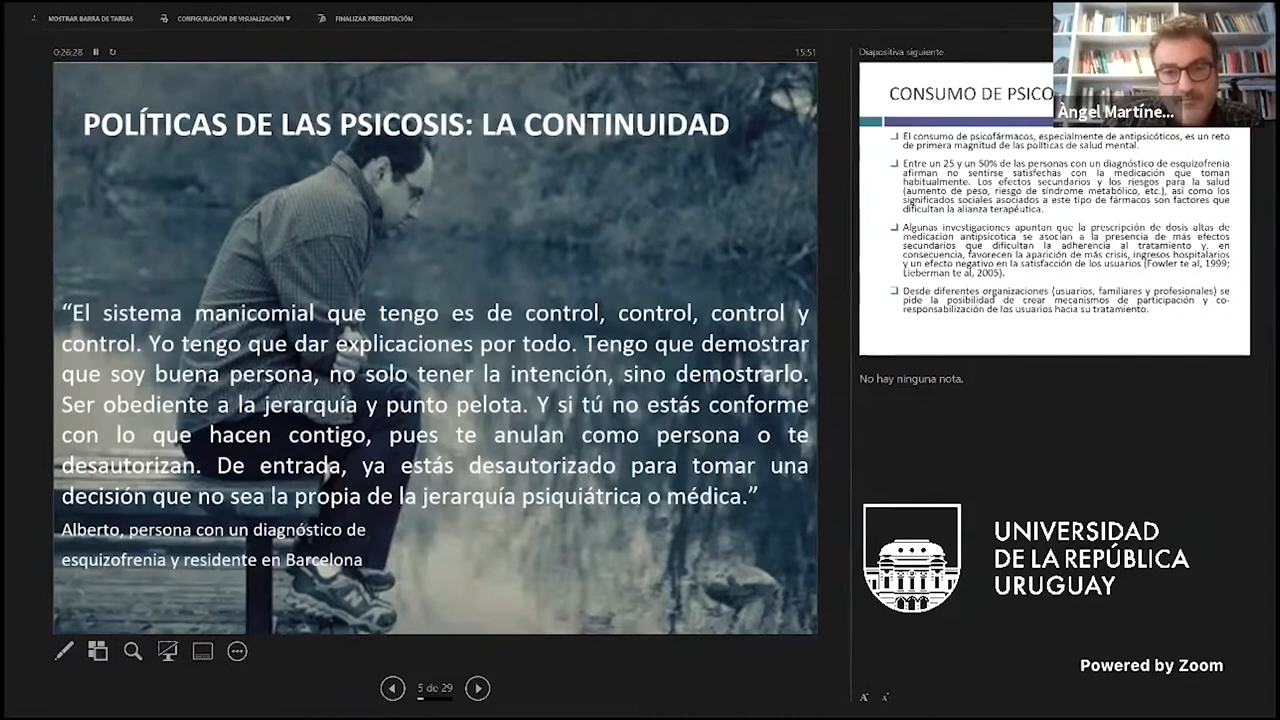 MOSTRAR BARRA DE TAREAS
CONFIGURACIÓN DE VISUALIZACIÓN ▼
FINALIZAR PRESENTACIÓN
0:26:28
15:51
POLÍTICAS DE LAS PSICOSIS: LA CONTINUIDAD
“El sistema manicomial que tengo es de control, control, control y
control. Yo tengo que dar explicaciones por todo. Tengo que demostrar
que soy buena persona, no solo tener la intención, sino demostrarlo.
Ser obediente a la jerarquía y punto pelota. Y si tú no estás conforme
con lo que hacen contigo, pues te anulan como persona o te
desautorizan. De entrada, ya estás desautorizado para tomar una
decisión que no sea la propia de la jerarquía psiquiátrica o médica.”
Alberto, persona con un diagnóstico de
esquizofrenia y residente en Barcelona
5 de 29
Diapositiva siguiente
Àngel Martíne...
CONSUMO DE PSICO
El consumo de psicofármacos, especialmente de antipsicóticos, es un reto
de primera magnitud de las políticas de salud mental.
Entre un 25 y un 50% de las personas con un diagnóstico de esquizofrenia
afirman no sentirse satisfechas con la medicación que toman
habitualmente. Los efectos secundarios y los riesgos para la salud
(aumento de peso, riesgo de síndrome metabólico, etc.), así como los
significados sociales asociados a este tipo de fármacos son factores que
dificultan la alianza terapéutica.
Algunas investigaciones apuntan que la prescripción de dosis altas de
medicación antipsicótica se asocian a la presencia de más efectos
secundarios que dificultan la adherencia al tratamiento y, en
consecuencia, favorecen la aparición de más crisis, ingresos hospitalarios
y un efecto negativo en la satisfacción de los usuarios (Fowler te al, 1999;
Lieberman te al, 2005).
Desde diferentes organizaciones (usuarios, familiares y profesionales) se
pide la posibilidad de crear mecanismos de participación y co-
responsabilización de los usuarios hacia su tratamiento.
No hay ninguna nota.
UNIVERSIDAD
DE LA REPÚBLICA
URUGUAY
Powered by Zoom
A A